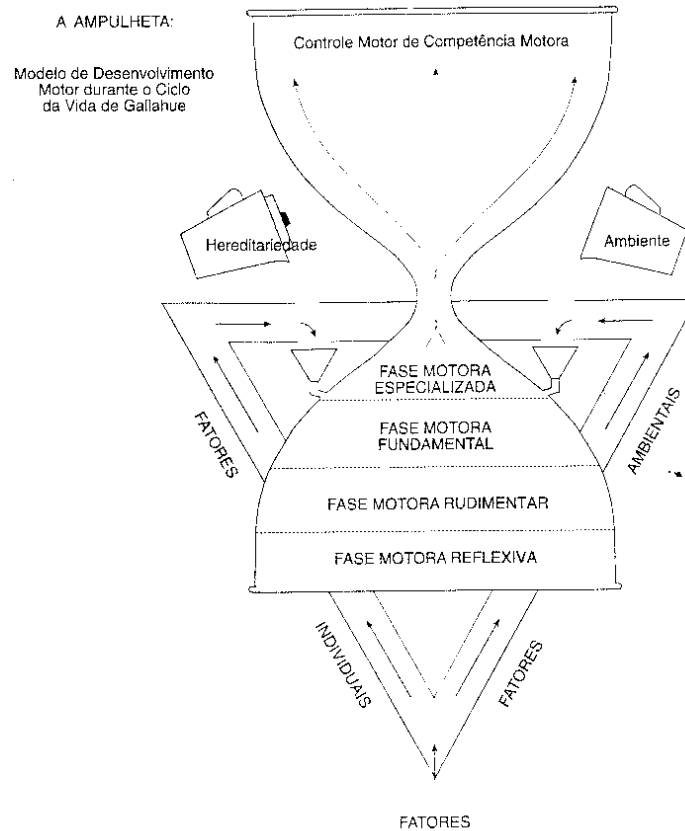 A AMPULHETA:
Modelo de Desenvolvimento
Motor durante o Ciclo
da Vida de Gallahue
Controle Motor de Competência Motora
Hereditariedade
Ambiente
FASE MOTORA
ESPECIALIZADA
FASE MOTORA
FUNDAMENTAL
FATORES
AMBIENTAIS
FASE MOTORA RUDIMENTAR
FASE MOTORA REFLEXIVA
INDIVIDUAIS
FATORES
FATORES